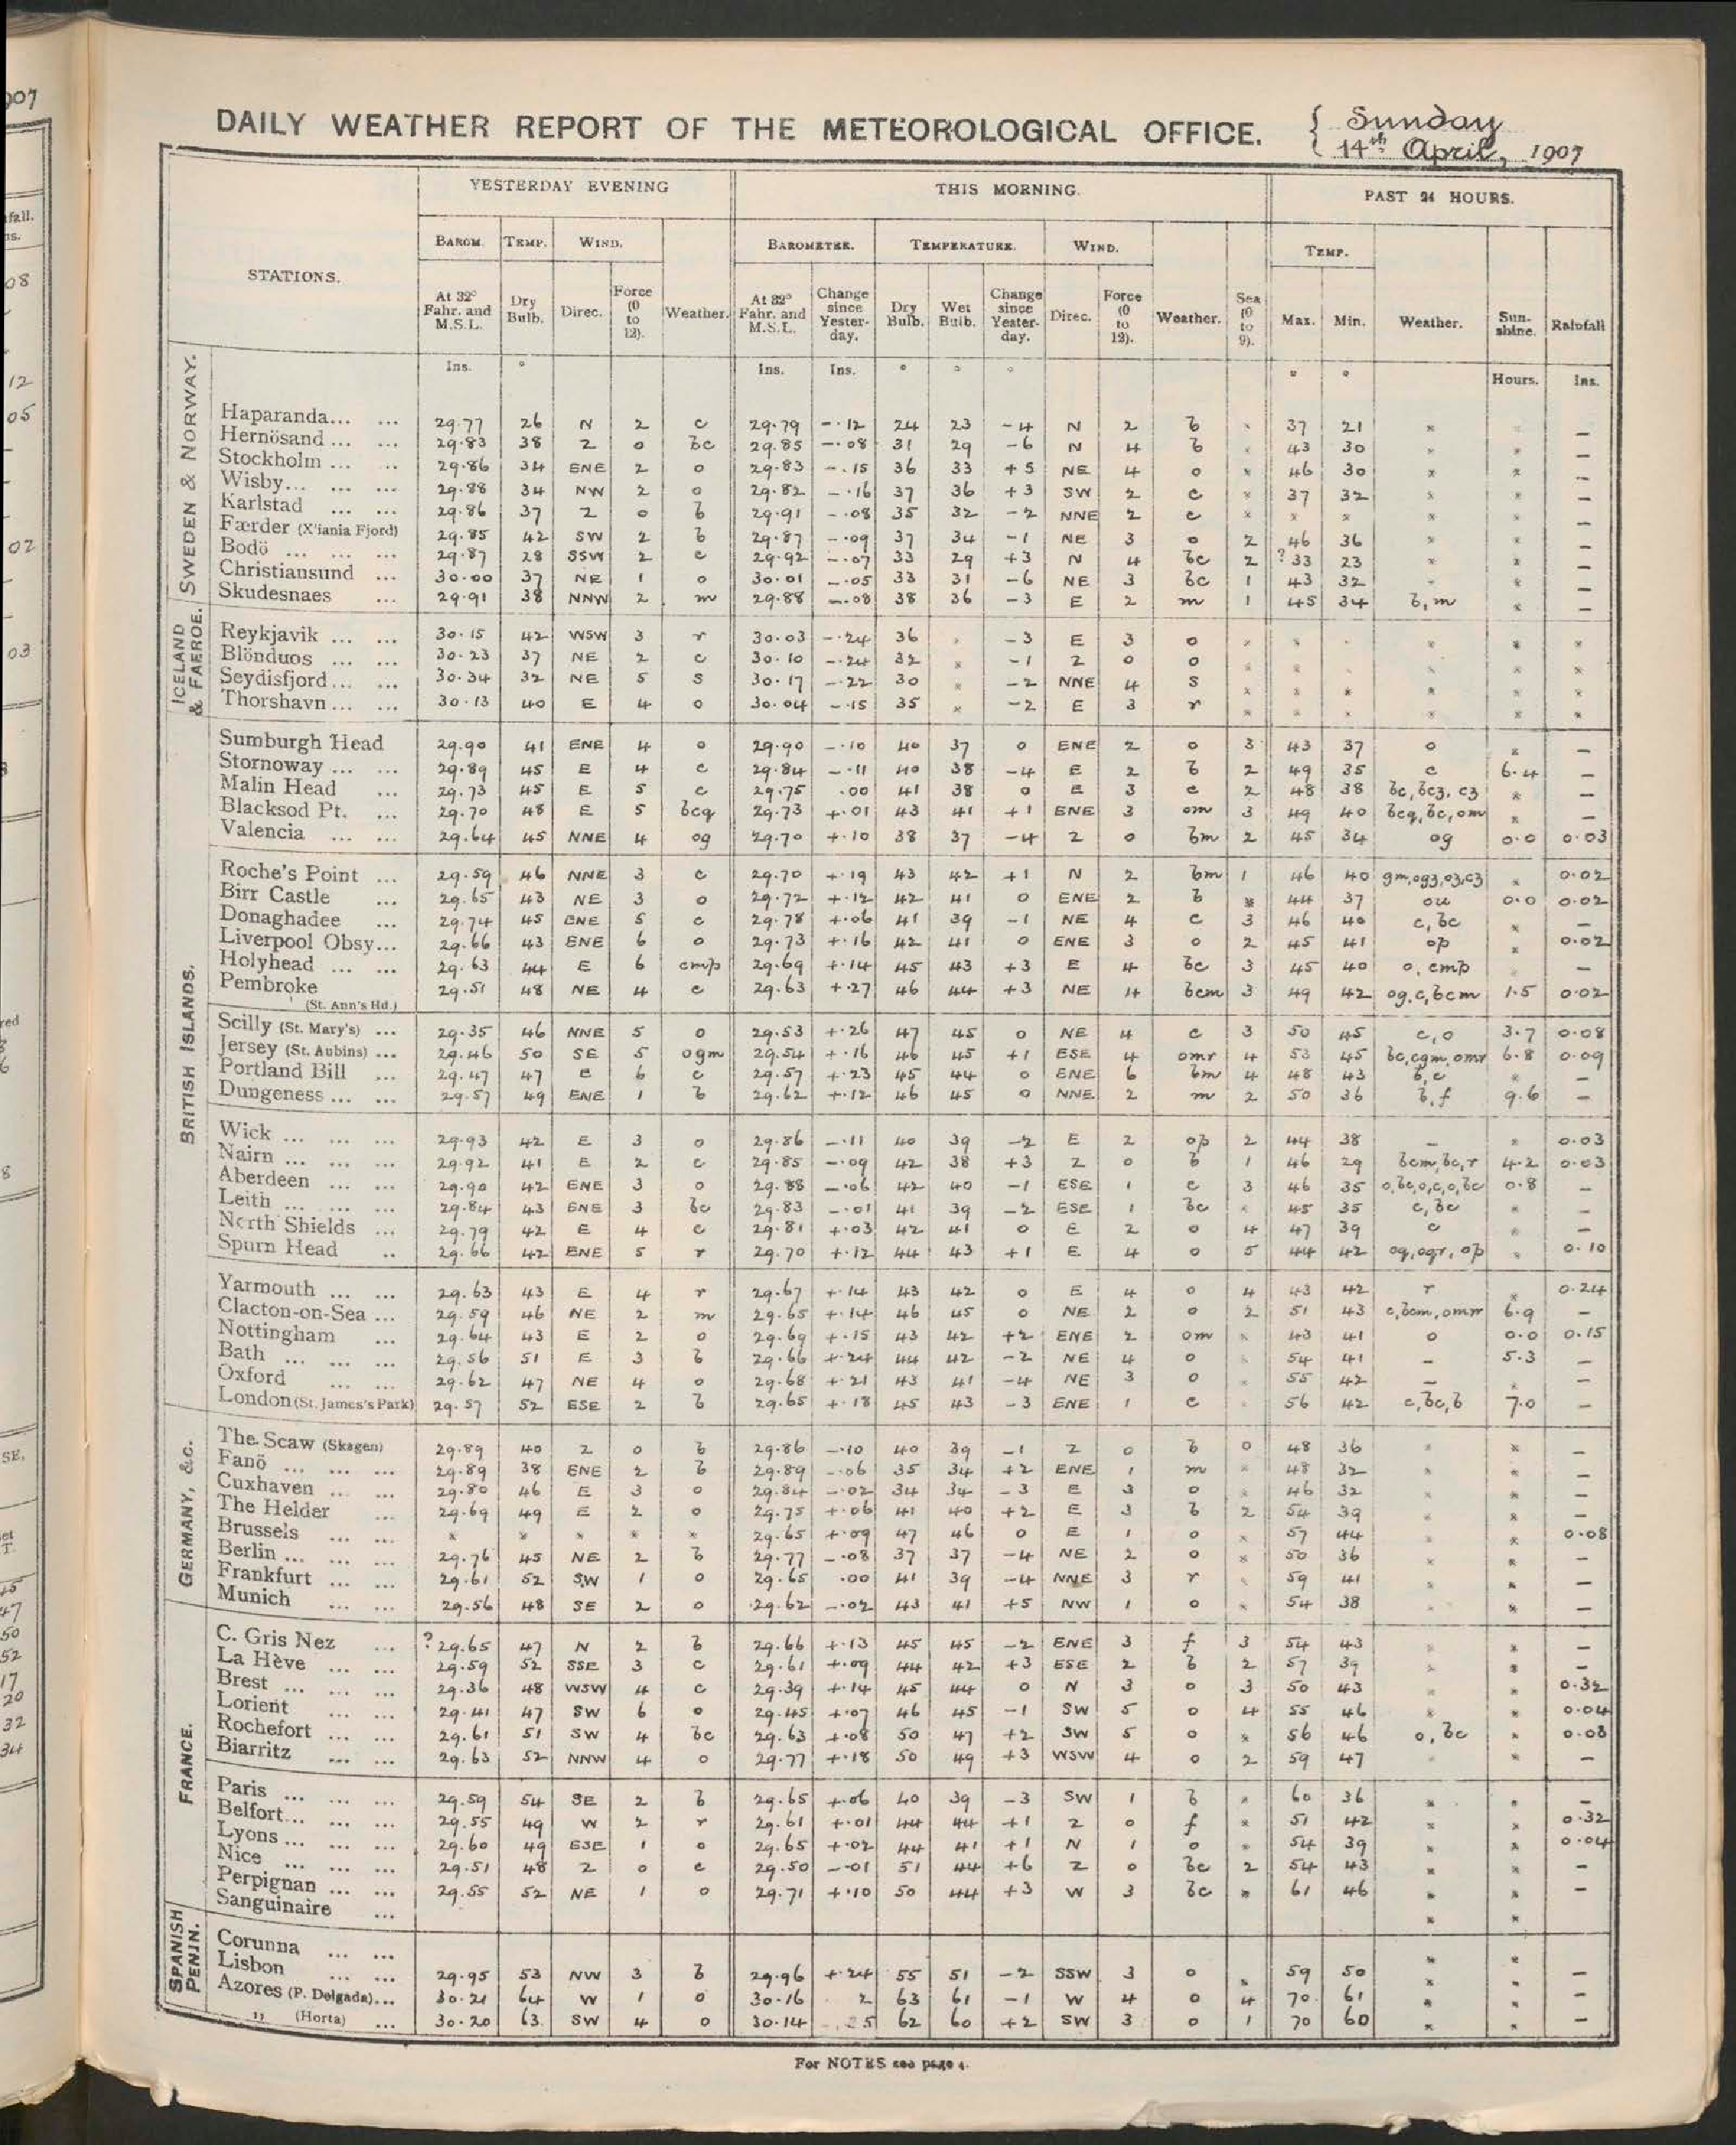 DAILY WEATHER REPORT OF THE METEOROLOGICAL OFFICE. { Sunday
14th April, 1907
YESTERDAY EVENING THIS MORNING. PAST 24 HOURS.
BAROM. TEMP. WIND. BAROMETER. TEMPERATURE. WIND. TEMP.
STATIONS. At 32° Fahr. and M.S.L. Dry Bulb. Direc. Force (0 to 12). Weather. At 32° Fahr. and M.S.L. Change since Yesterday. Dry Bulb. Wet Bulb. Change since Yesterday. Direc. Force (0 to 12). Weather. Sea (0 to 9). Max. Min. Weather. Sunshine. Rainfall
Ins. ° Ins. Ins. ° ° ° ° ° Hours. Ins.
SWEDEN & NORWAY.
Haparanda... ... 29.77 26 N 2 c 29.79 -.12 24 23 -4 N 2 b × 37 21 × × –
Hernösand ... ... 29.83 38 Z 0 bc 29.85 -.08 31 29 -6 N 4 b × 43 30 × × –
Stockholm ... ... 29.86 34 ENE 2 o 29.83 -.15 36 33 +5 NE 4 o × 46 30 × × –
Wisby... ... ... 29.88 34 NW 2 o 29.82 -.16 37 36 +3 SW 2 c × 37 32 × × –
Karlstad ... ... 29.86 37 Z 0 b 29.91 -.08 35 32 -2 NNE 2 c × × × × × –
Færder (X'iania Fjord) 29.85 42 SW 2 b 29.87 -.09 37 34 -1 NE 3 o 2 46 36 × × –
Bodö ... ... ... 29.87 28 SSW 2 c 29.92 -.07 33 29 +3 N 4 bc 2 ?33 23 × × –
Christiansund ... 30.00 37 NE 1 o 30.01 -.05 33 31 -6 NE 3 bc 1 43 32 × × –
Skudesnaes ... 29.91 38 NNW 2 m 29.88 -.08 38 36 -3 E 2 m 1 45 34 b, m × –
ICELAND & FAEROE.
Reykjavik ... ... 30.15 42 WSW 3 r 30.03 -.24 36 × -3 E 3 o × × × × × ×
Blönduos ... ... 30.23 37 NE 2 c 30.10 -.24 32 × -1 Z 0 o × × × × × ×
Seydisfjord... ... 30.34 32 NE 5 s 30.17 -.22 30 × -2 NNE 4 s × × × × × ×
Thorshavn ... ... 30.13 40 E 4 o 30.04 -.15 35 × -2 E 3 r × × × × × ×
BRITISH ISLANDS.
Sumburgh Head 29.90 41 ENE 4 o 29.90 -.10 40 37 0 ENE 2 o 3 43 37 o × –
Stornoway ... ... 29.89 45 E 4 c 29.84 -.11 40 38 -4 E 2 b 2 49 35 c 6.4 –
Malin Head ... 29.73 45 E 5 c 29.75 .00 41 38 0 E 3 c 2 48 38 bc, bcz, cz × –
Blacksod Pt. ... 29.70 48 E 5 bcq 29.73 +.01 43 41 +1 ENE 3 om 3 49 40 bcq, bc, om × –
Valencia ... ... 29.64 45 NNE 4 og 29.70 +.10 38 37 -4 Z 0 bm 2 45 34 og 0.0 0.03
Roche's Point ... 29.59 46 NNE 3 c 29.70 +.19 43 42 +1 N 2 bm 1 46 40 gm, ogz, oz, cz × 0.02
Birr Castle ... 29.65 43 NE 3 o 29.72 +.12 42 41 0 ENE 2 b × 44 37 ou 0.0 0.02
Donaghadee ... 29.74 45 ENE 5 c 29.78 +.06 41 39 -1 NE 4 c 3 46 40 c, bc × –
Liverpool Obsy... 29.66 43 ENE 6 o 29.73 +.16 42 41 0 ENE 3 o 2 45 41 op × 0.02
Holyhead ... ... 29.63 44 E 6 cmp 29.69 +.14 45 43 +3 E 4 bc 3 45 40 o, cmp × –
Pembroke (St. Ann's Hd.) 29.51 48 NE 4 c 29.63 +.27 46 44 +3 NE 4 bcm 3 49 42 og, c, bcm 1.5 0.02
Scilly (St. Mary's) ... 29.35 46 NNE 5 o 29.53 +.26 47 45 0 NE 4 c 3 50 45 c, o 3.7 0.08
Jersey (St. Aubins) ... 29.46 50 SE 5 ogm 29.54 +.16 46 45 +1 ESE 4 omr 4 53 45 bc, cgm, omr 6.8 0.09
Portland Bill ... 29.47 47 E 6 c 29.57 +.23 45 44 0 ENE 6 bm 4 48 43 b, c × –
Dungeness ... ... 29.57 49 ENE 1 b 29.62 +.12 46 45 0 NNE 2 m 2 50 36 b, f 9.6 –
Wick ... ... ... 29.93 42 E 3 o 29.86 -.11 40 39 -2 E 2 op 2 44 38 – × 0.03
Nairn ... ... ... 29.92 41 E 2 c 29.85 -.09 42 38 +3 Z 0 b 1 46 29 bcm, bc, r 4.2 0.03
Aberdeen ... ... 29.90 42 ENE 3 o 29.88 -.06 42 40 -1 ESE 1 c 3 46 35 o, bc, o, c, o, bc 0.8 –
Leith ... ... ... 29.84 43 ENE 3 bc 29.83 -.01 41 39 -2 ESE 1 bc × 45 35 c, bc × –
North Shields ... 29.79 42 E 4 c 29.81 +.03 42 41 0 E 2 o 4 47 39 c × –
Spurn Head .. 29.66 42 ENE 5 r 29.70 +.12 44 43 +1 E 4 o 5 44 42 oq, oqr, op × 0.10
Yarmouth ... ... 29.63 43 E 4 r 29.67 +.14 43 42 0 E 4 o 4 43 42 r × 0.24
Clacton-on-Sea ... 29.59 46 NE 2 m 29.65 +.14 46 45 0 NE 2 o 2 51 43 c, bcm, omr 6.9 –
Nottingham ... 29.64 43 E 2 o 29.69 +.15 43 42 +2 ENE 2 om × 43 41 o 0.0 0.15
Bath ... ... ... 29.56 51 E 3 b 29.66 +.24 44 42 -2 NE 4 o × 54 41 – 5.3 –
Oxford ... ... 29.62 47 NE 4 o 29.68 +.21 43 41 -4 NE 3 o × 55 42 – × –
London (St. James's Park) 29.57 52 ESE 2 b 29.65 +.18 45 43 -3 ENE 1 c × 56 42 c, bc, b 7.0 –
GERMANY, &c.
The Scaw (Skagen) 29.89 40 Z 0 b 29.86 -.10 40 39 -1 Z 0 b 0 48 36 × × –
Fanö ... ... ... 29.89 38 ENE 2 b 29.89 -.06 35 34 +2 ENE 1 m × 48 32 × × –
Cuxhaven ... ... 29.80 46 E 3 o 29.84 -.02 34 34 -3 E 3 o × 46 32 × × –
The Helder ... 29.69 49 E 2 o 29.75 +.06 41 40 +2 E 3 b 2 54 39 × × –
Brussels ... ... × × × × × 29.65 +.09 47 46 0 E 1 o × 57 44 × × 0.08
Berlin ... ... ... 29.76 45 NE 2 b 29.77 -.08 37 37 -4 NE 2 o × 50 36 × × –
Frankfurt ... ... 29.61 52 SW 1 o 29.65 .00 41 39 -4 NNE 3 r × 59 41 × × –
Munich ... ... 29.56 48 SE 2 o 29.62 -.02 43 41 +5 NW 1 o × 54 38 × × –
FRANCE.
C. Gris Nez ... ?29.65 47 N 2 b 29.66 +.13 45 45 -2 ENE 3 f 3 54 43 × × –
La Hève ... ... 29.59 52 SSE 3 c 29.61 +.09 44 42 +3 ESE 2 b 2 57 39 × × –
Brest ... ... ... 29.36 48 WSW 4 c 29.39 +.14 45 44 0 N 3 o 3 50 43 × × 0.32
Lorient ... ... 29.41 47 SW 6 o 29.45 +.07 46 45 -1 SW 5 o 4 55 46 × × 0.04
Rochefort ... ... 29.61 51 SW 4 bc 29.63 +.08 50 47 +2 SW 5 o × 56 46 o, bc × 0.08
Biarritz ... ... 29.63 52 NNW 4 o 29.77 +.18 50 49 +3 WSW 4 o 2 59 47 × × –
Paris ... ... ... 29.59 54 SE 2 b 29.65 +.06 40 39 -3 SW 1 b × 60 36 × × –
Belfort... ... ... 29.55 49 W 2 r 29.61 +.01 44 44 +1 Z 0 f × 51 42 × × 0.32
Lyons ... ... ... 29.60 49 ESE 1 o 29.65 +.02 44 41 +1 N 1 o × 54 39 × × 0.04
Nice ... ... ... 29.51 48 Z 0 c 29.50 -.01 51 44 +6 Z 0 bc 2 54 43 × × –
Perpignan ... ... 29.55 52 NE 1 o 29.71 +.10 50 44 +3 W 3 bc × 61 46 × × –
Sanguinaire ... × ×
SPANISH PENIN.
Corunna ... ... × ×
Lisbon ... ... 29.95 53 NW 3 b 29.96 +.24 55 51 -2 SSW 3 o × 59 50 × × –
Azores (P. Delgada)... 30.21 64 W 1 o 30.16 2 63 61 -1 W 4 o 4 70 61 × × –
" (Horta) ... 30.20 63 SW 4 o 30.14 -.25 62 60 +2 SW 3 o 1 70 60 × × –
For NOTES see page 4.